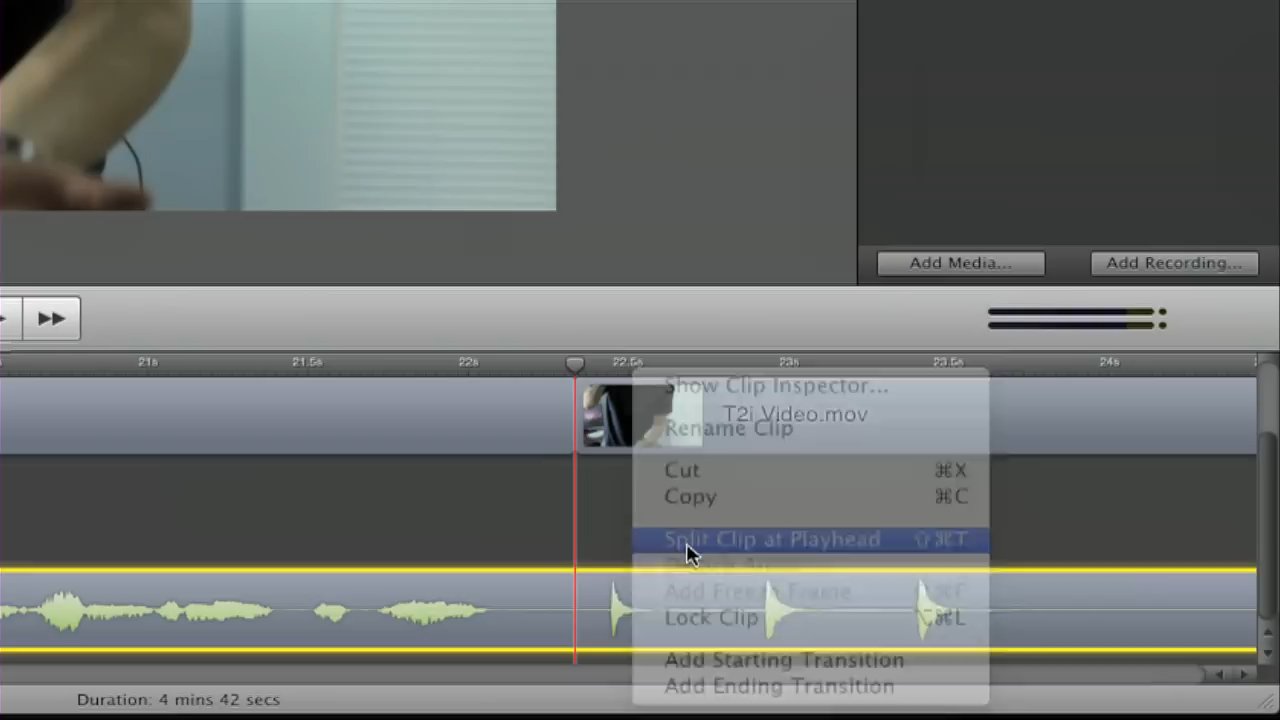 Add Media...
Add Recording...
21s
21.5s
22s
22.5s
23s
23.5s
24s
Show Clip Inspector...
T2i Video.mov
Rename Clip
Cut ⌘X
Copy ⌘C
Split Clip at Playhead ⇧⌘T
Add Freeze Frame
Lock Clip ⌥⌘L
Add Starting Transition
Add Ending Transition
Duration: 4 mins 42 secs